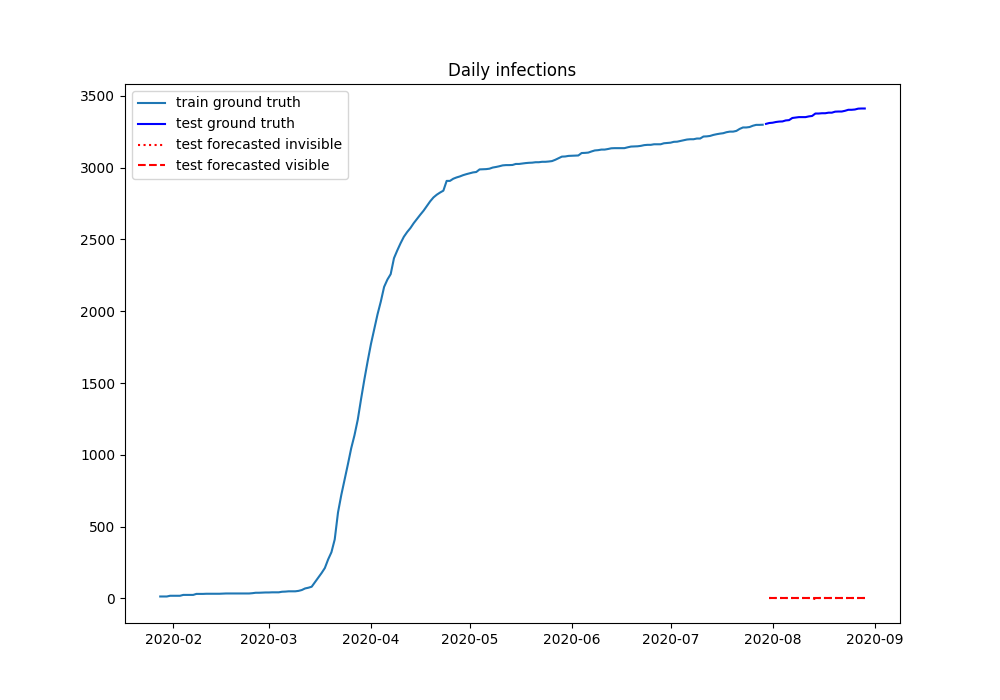 Daily infections
train ground truth
test ground truth
test forecasted invisible
test forecasted visible
3500
3000
2500
2000
1500
1000
500
0
2020-02 2020-03 2020-04 2020-05 2020-06 2020-07 2020-08 2020-09